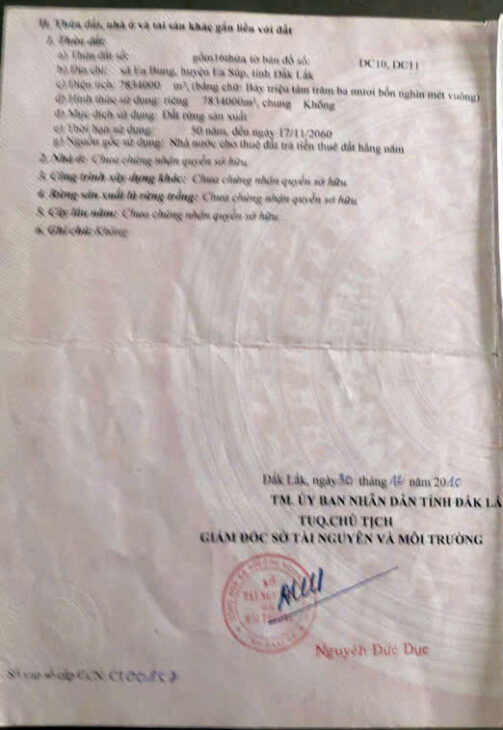 II. Thửa đất, nhà ở và tài sản khác gắn liền với đất
1. Thửa đất:
a) Thửa đất số: gồm16thửa tờ bản đồ số: DC10, DC11
b) Địa chỉ: xã Ea Bung, huyện Ea Súp, tỉnh Đắk Lắk
c) Diện tích: 7834000 m², (bằng chữ: Bảy triệu tám trăm ba mươi bốn nghìn mét vuông)
d) Hình thức sử dụng: riêng 7834000m², chung Không
đ) Mục đích sử dụng: Đất rừng sản xuất
e) Thời hạn sử dụng: 50 năm, đến ngày 17/11/2060
g) Nguồn gốc sử dụng: Nhà nước cho thuê đất trả tiền thuê đất hàng năm
2. Nhà ở: Chưa chứng nhận quyền sở hữu
3. Công trình xây dựng khác: Chưa chứng nhận quyền sở hữu
4. Rừng sản xuất là rừng trồng: Chưa chứng nhận quyền sở hữu
5. Cây lâu năm: Chưa chứng nhận quyền sở hữu
6. Ghi chú: Không
Đắk Lắk, ngày 30 tháng 12 năm 2010
TM. ỦY BAN NHÂN DÂN TỈNH ĐẮK LẮ
TUQ.CHỦ TỊCH
GIÁM ĐỐC SỞ TÀI NGUYÊN VÀ MÔI TRƯỜNG
SỞ
TÀI NGUYÊN
VÀ
MÔI TRƯỜNG
Nguyễn Đức Dục
Số vào sổ cấp GCN: